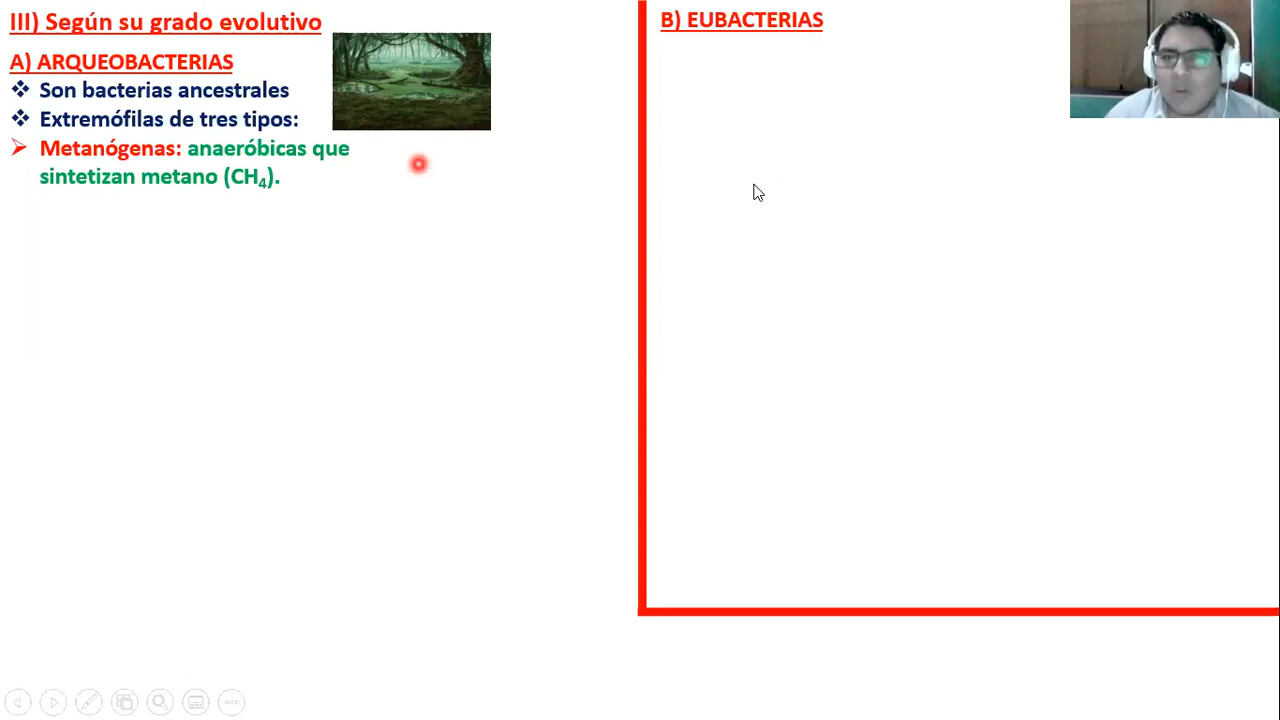 III) Según su grado evolutivo
A) ARQUEOBACTERIAS
❖ Son bacterias ancestrales
❖ Extremófilas de tres tipos:
➢ Metanógenas: anaeróbicas que
sintetizan metano (CH₄).
B) EUBACTERIAS